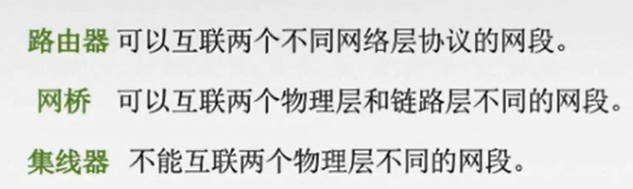 路由器 可以互联两个不同网络层协议的网段。
网桥 可以互联两个物理层和链路层不同的网段。
集线器 不能互联两个物理层不同的网段。